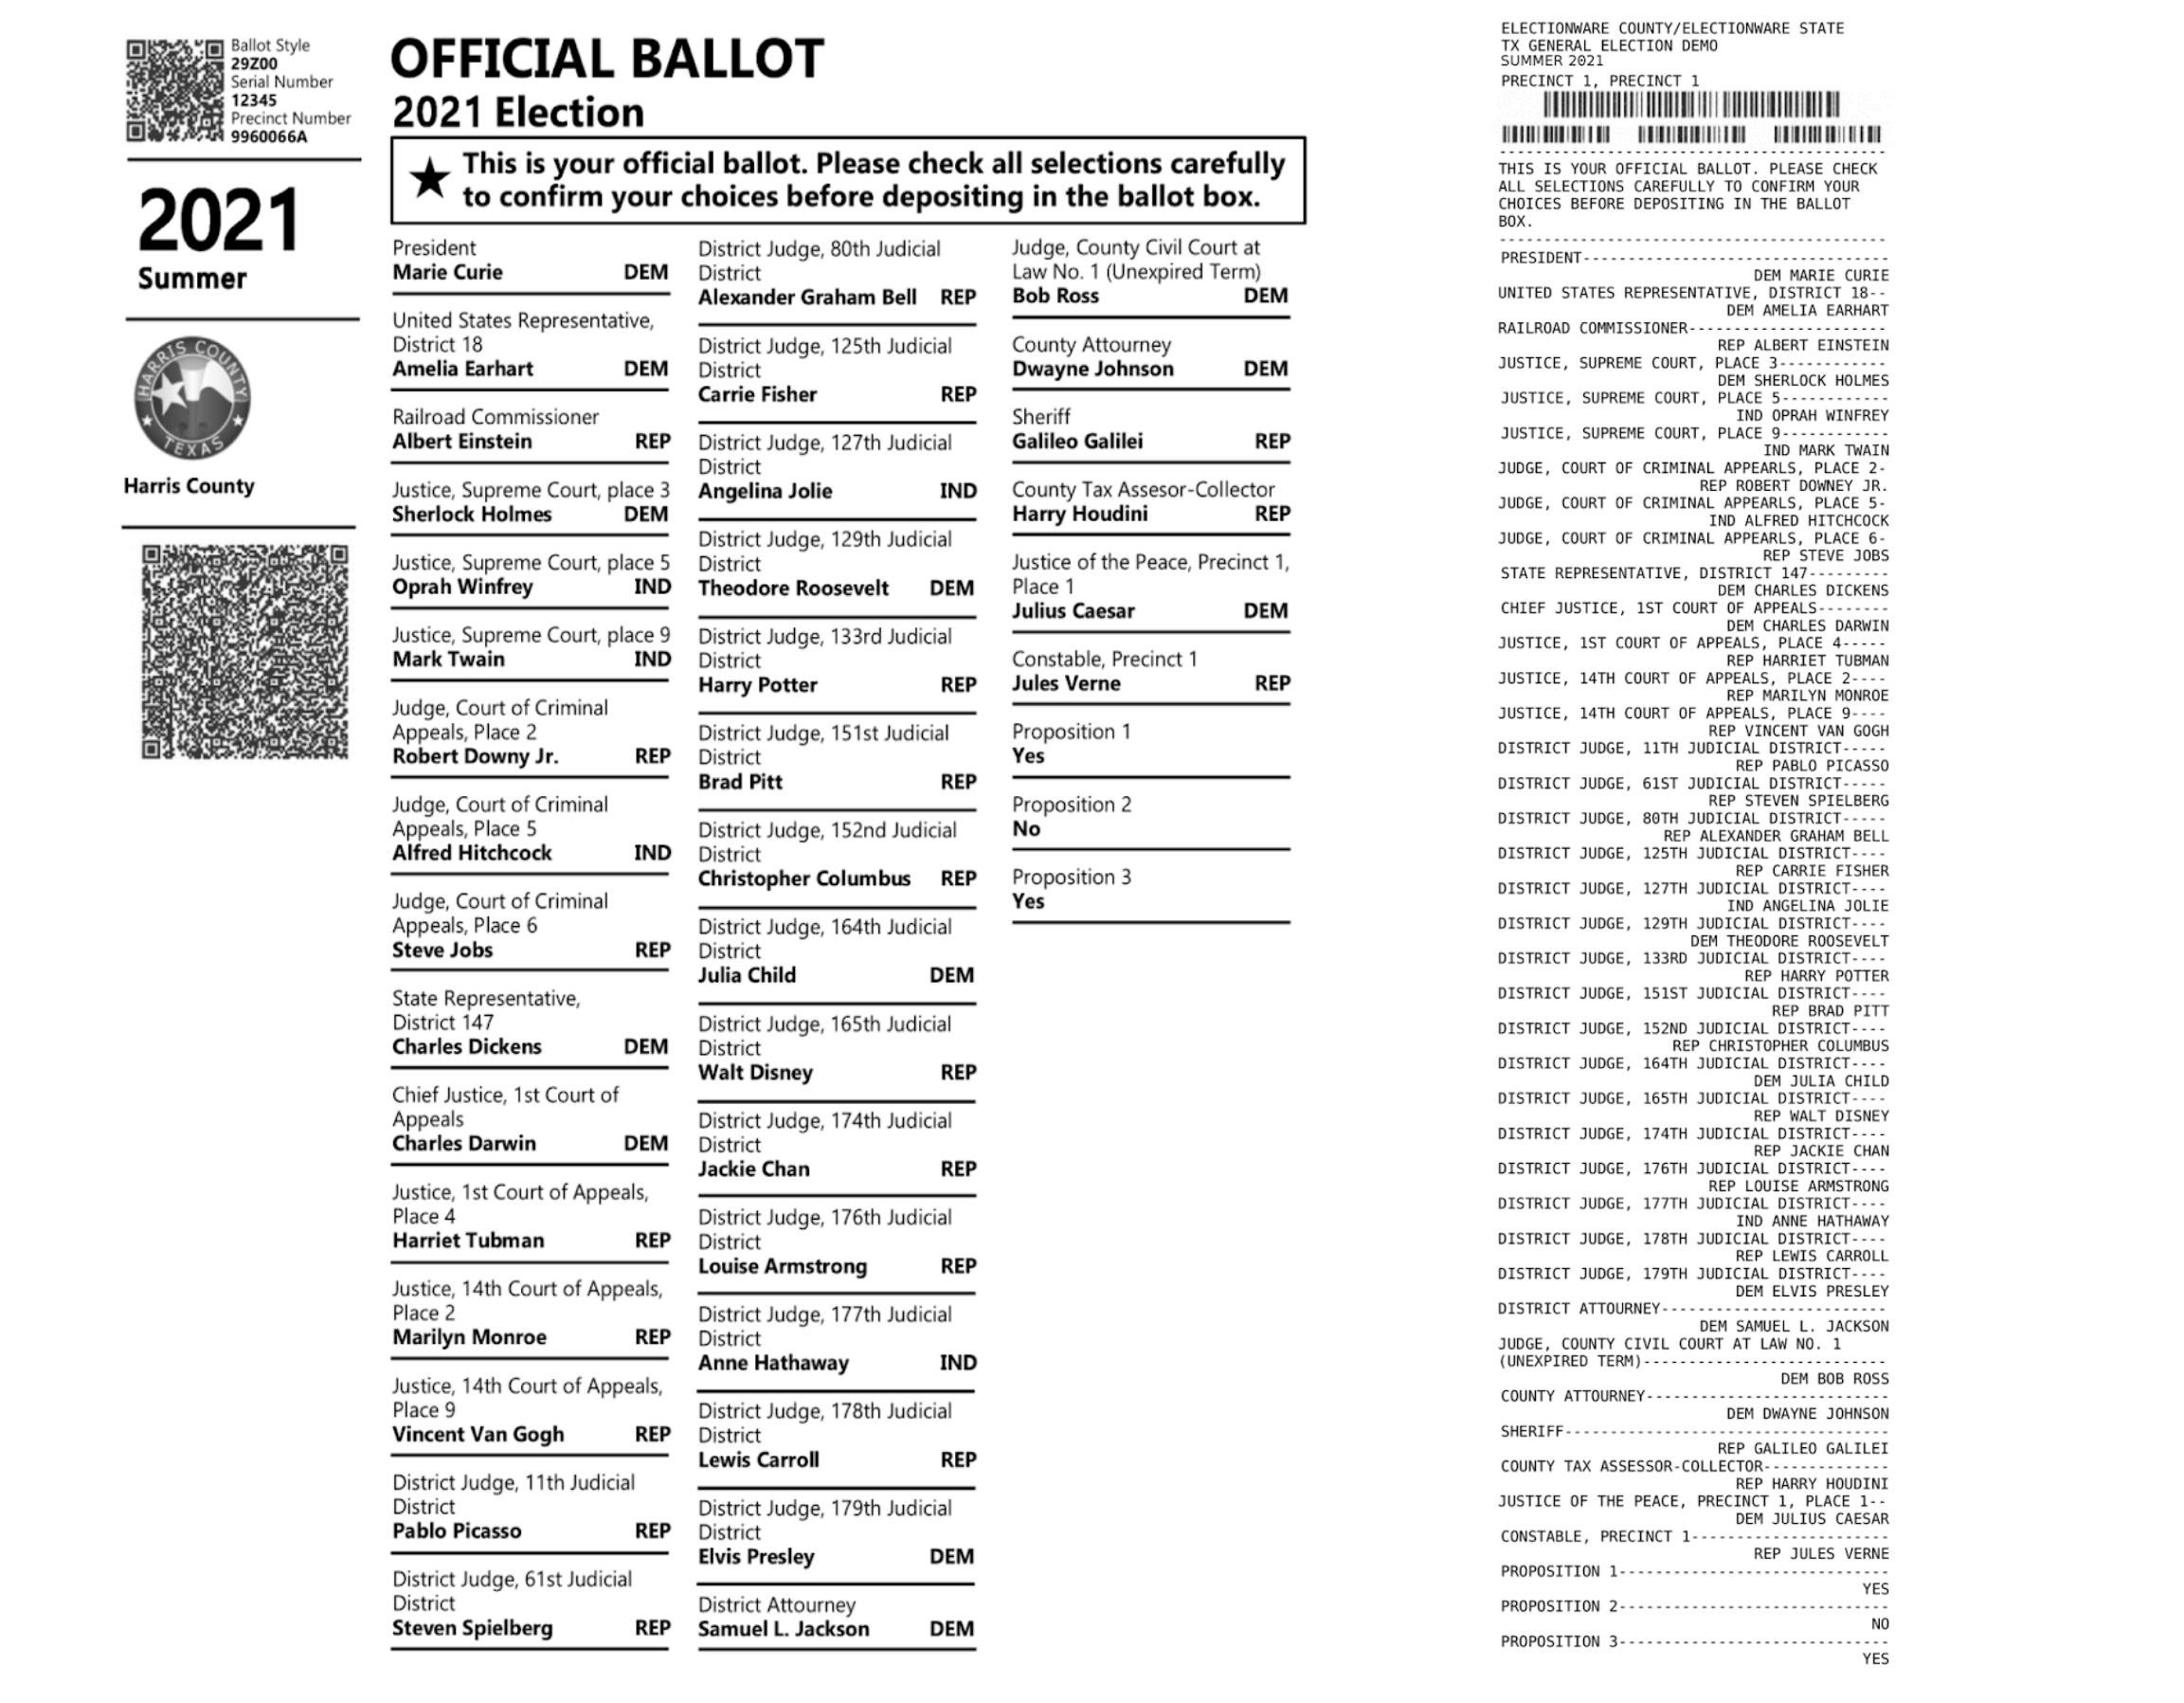 Ballot Style
29Z00
Serial Number
12345
Precinct Number
9960066A
2021
Summer
HARRIS COUNTY
TEXAS
Harris County
OFFICIAL BALLOT
2021 Election
★ This is your official ballot. Please check all selections carefully
to confirm your choices before depositing in the ballot box.
President
Marie Curie DEM
United States Representative,
District 18
Amelia Earhart DEM
Railroad Commissioner
Albert Einstein REP
Justice, Supreme Court, place 3
Sherlock Holmes DEM
Justice, Supreme Court, place 5
Oprah Winfrey IND
Justice, Supreme Court, place 9
Mark Twain IND
Judge, Court of Criminal
Appeals, Place 2
Robert Downy Jr. REP
Judge, Court of Criminal
Appeals, Place 5
Alfred Hitchcock IND
Judge, Court of Criminal
Appeals, Place 6
Steve Jobs REP
State Representative,
District 147
Charles Dickens DEM
Chief Justice, 1st Court of
Appeals
Charles Darwin DEM
Justice, 1st Court of Appeals,
Place 4
Harriet Tubman REP
Justice, 14th Court of Appeals,
Place 2
Marilyn Monroe REP
Justice, 14th Court of Appeals,
Place 9
Vincent Van Gogh REP
District Judge, 11th Judicial
District
Pablo Picasso REP
District Judge, 61st Judicial
District
Steven Spielberg REP
District Judge, 80th Judicial
District
Alexander Graham Bell REP
District Judge, 125th Judicial
District
Carrie Fisher REP
District Judge, 127th Judicial
District
Angelina Jolie IND
District Judge, 129th Judicial
District
Theodore Roosevelt DEM
District Judge, 133rd Judicial
District
Harry Potter REP
District Judge, 151st Judicial
District
Brad Pitt REP
District Judge, 152nd Judicial
District
Christopher Columbus REP
District Judge, 164th Judicial
District
Julia Child DEM
District Judge, 165th Judicial
District
Walt Disney REP
District Judge, 174th Judicial
District
Jackie Chan REP
District Judge, 176th Judicial
District
Louise Armstrong REP
District Judge, 177th Judicial
District
Anne Hathaway IND
District Judge, 178th Judicial
District
Lewis Carroll REP
District Judge, 179th Judicial
District
Elvis Presley DEM
District Attourney
Samuel L. Jackson DEM
Judge, County Civil Court at
Law No. 1 (Unexpired Term)
Bob Ross DEM
County Attourney
Dwayne Johnson DEM
Sheriff
Galileo Galilei REP
County Tax Assesor-Collector
Harry Houdini REP
Justice of the Peace, Precinct 1,
Place 1
Julius Caesar DEM
Constable, Precinct 1
Jules Verne REP
Proposition 1
Yes
Proposition 2
No
Proposition 3
Yes
ELECTIONWARE COUNTY/ELECTIONWARE STATE
TX GENERAL ELECTION DEMO
SUMMER 2021
PRECINCT 1, PRECINCT 1
THIS IS YOUR OFFICIAL BALLOT. PLEASE CHECK
ALL SELECTIONS CAREFULLY TO CONFIRM YOUR
CHOICES BEFORE DEPOSITING IN THE BALLOT
BOX.
PRESIDENT----------------------------------
DEM MARIE CURIE
UNITED STATES REPRESENTATIVE, DISTRICT 18--
DEM AMELIA EARHART
RAILROAD COMMISSIONER----------------------
REP ALBERT EINSTEIN
JUSTICE, SUPREME COURT, PLACE 3------------
DEM SHERLOCK HOLMES
JUSTICE, SUPREME COURT, PLACE 5------------
IND OPRAH WINFREY
JUSTICE, SUPREME COURT, PLACE 9------------
IND MARK TWAIN
JUDGE, COURT OF CRIMINAL APPEARLS, PLACE 2-
REP ROBERT DOWNEY JR.
JUDGE, COURT OF CRIMINAL APPEARLS, PLACE 5-
IND ALFRED HITCHCOCK
JUDGE, COURT OF CRIMINAL APPEARLS, PLACE 6-
REP STEVE JOBS
STATE REPRESENTATIVE, DISTRICT 147---------
DEM CHARLES DICKENS
CHIEF JUSTICE, 1ST COURT OF APPEALS--------
DEM CHARLES DARWIN
JUSTICE, 1ST COURT OF APPEALS, PLACE 4-----
REP HARRIET TUBMAN
JUSTICE, 14TH COURT OF APPEALS, PLACE 2----
REP MARILYN MONROE
JUSTICE, 14TH COURT OF APPEALS, PLACE 9----
REP VINCENT VAN GOGH
DISTRICT JUDGE, 11TH JUDICIAL DISTRICT-----
REP PABLO PICASSO
DISTRICT JUDGE, 61ST JUDICIAL DISTRICT-----
REP STEVEN SPIELBERG
DISTRICT JUDGE, 80TH JUDICIAL DISTRICT-----
REP ALEXANDER GRAHAM BELL
DISTRICT JUDGE, 125TH JUDICIAL DISTRICT----
REP CARRIE FISHER
DISTRICT JUDGE, 127TH JUDICIAL DISTRICT----
IND ANGELINA JOLIE
DISTRICT JUDGE, 129TH JUDICIAL DISTRICT----
DEM THEODORE ROOSEVELT
DISTRICT JUDGE, 133RD JUDICIAL DISTRICT----
REP HARRY POTTER
DISTRICT JUDGE, 151ST JUDICIAL DISTRICT----
REP BRAD PITT
DISTRICT JUDGE, 152ND JUDICIAL DISTRICT----
REP CHRISTOPHER COLUMBUS
DISTRICT JUDGE, 164TH JUDICIAL DISTRICT----
DEM JULIA CHILD
DISTRICT JUDGE, 165TH JUDICIAL DISTRICT----
REP WALT DISNEY
DISTRICT JUDGE, 174TH JUDICIAL DISTRICT----
REP JACKIE CHAN
DISTRICT JUDGE, 176TH JUDICIAL DISTRICT----
REP LOUISE ARMSTRONG
DISTRICT JUDGE, 177TH JUDICIAL DISTRICT----
IND ANNE HATHAWAY
DISTRICT JUDGE, 178TH JUDICIAL DISTRICT----
REP LEWIS CARROLL
DISTRICT JUDGE, 179TH JUDICIAL DISTRICT----
DEM ELVIS PRESLEY
DISTRICT ATTOURNEY-------------------------
DEM SAMUEL L. JACKSON
JUDGE, COUNTY CIVIL COURT AT LAW NO. 1
(UNEXPIRED TERM)---------------------------
DEM BOB ROSS
COUNTY ATTOURNEY---------------------------
DEM DWAYNE JOHNSON
SHERIFF------------------------------------
REP GALILEO GALILEI
COUNTY TAX ASSESSOR-COLLECTOR--------------
REP HARRY HOUDINI
JUSTICE OF THE PEACE, PRECINCT 1, PLACE 1--
DEM JULIUS CAESAR
CONSTABLE, PRECINCT 1----------------------
REP JULES VERNE
PROPOSITION 1------------------------------
YES
PROPOSITION 2------------------------------
NO
PROPOSITION 3------------------------------
YES